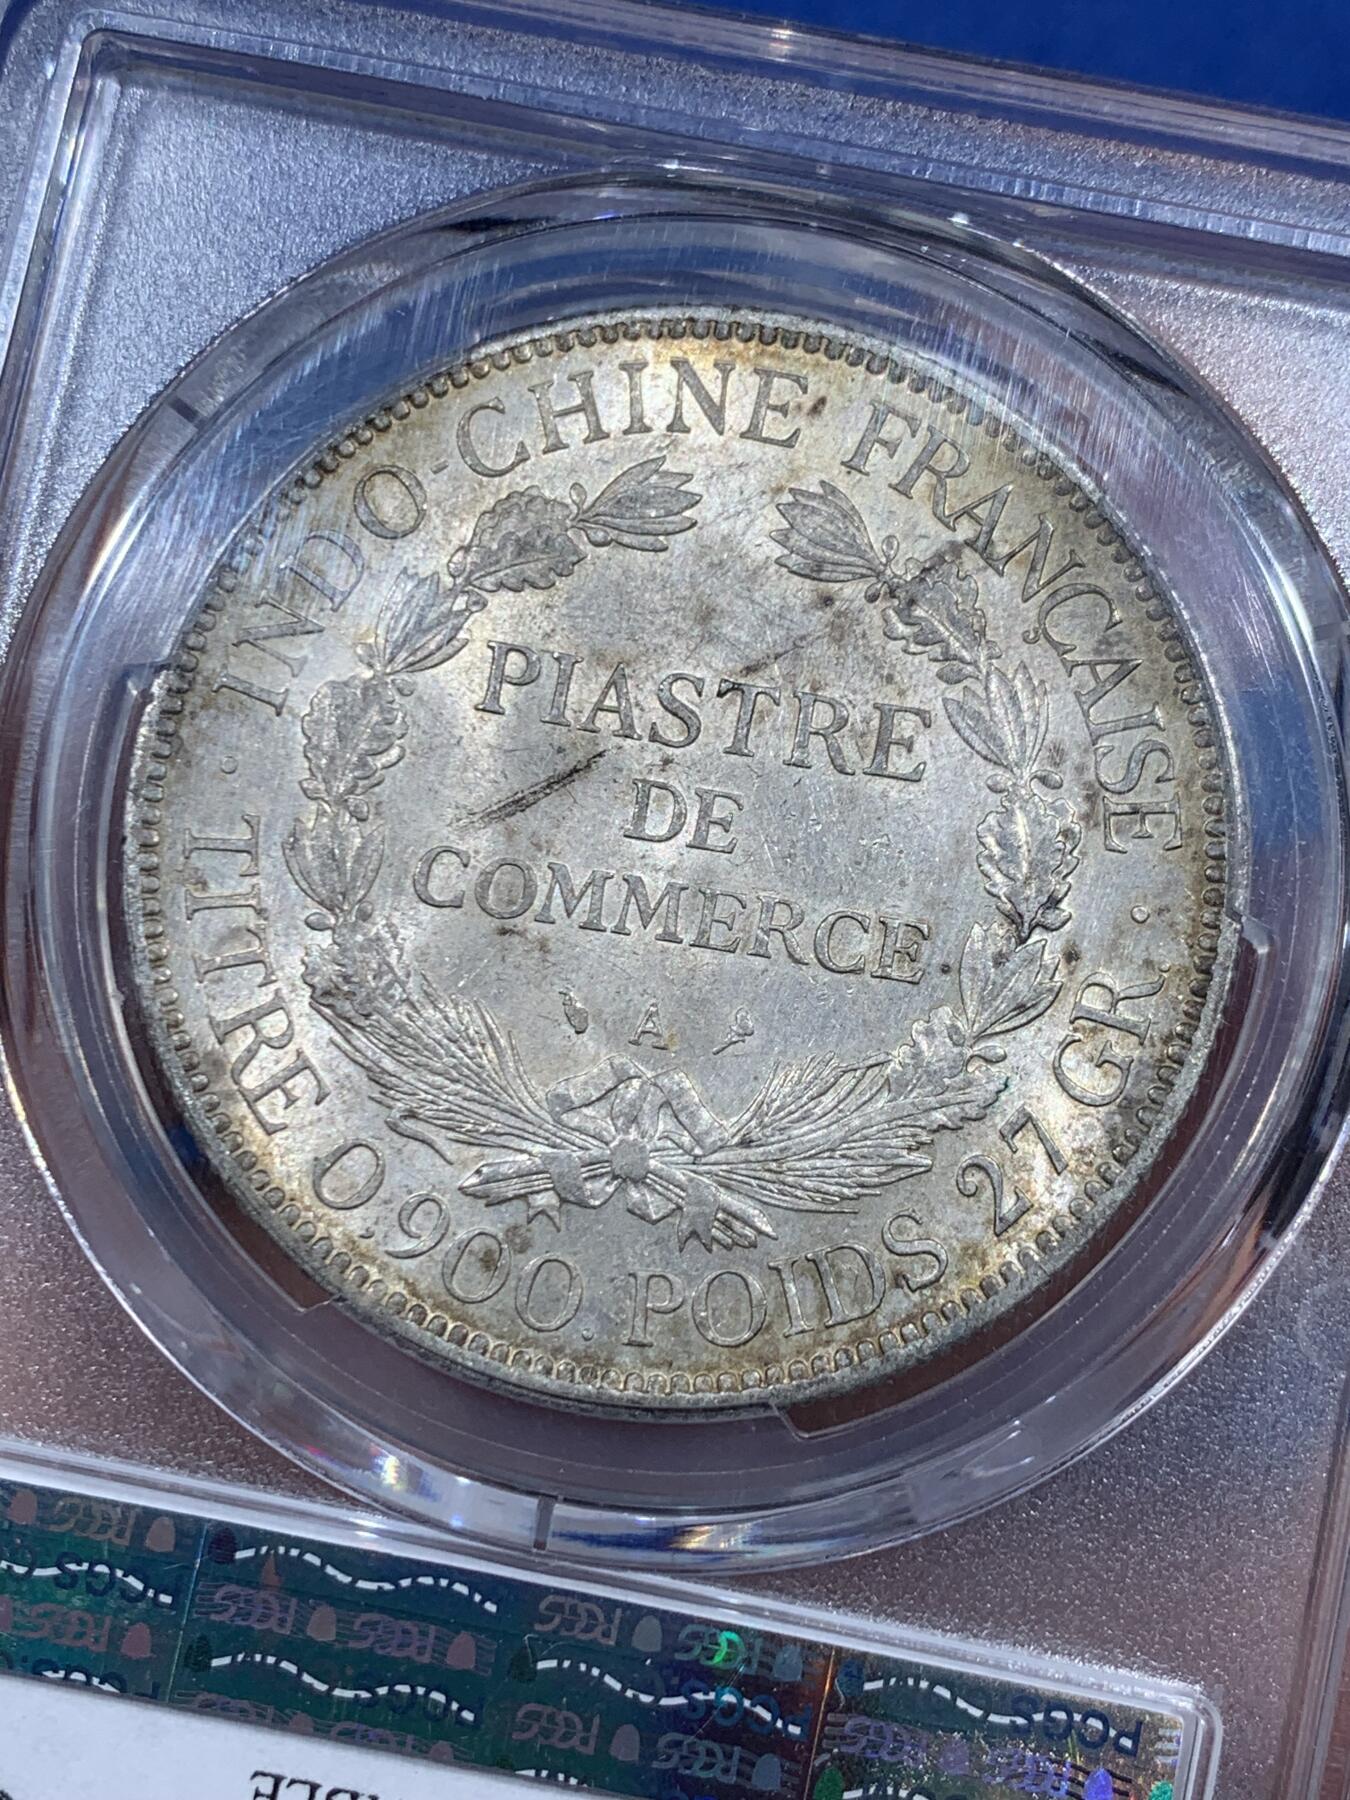 INDO-CHINE FRANÇAISE
PIASTRE
DE
COMMERCE
A
TITRE 0,900. POIDS 27 GR.
PCGS